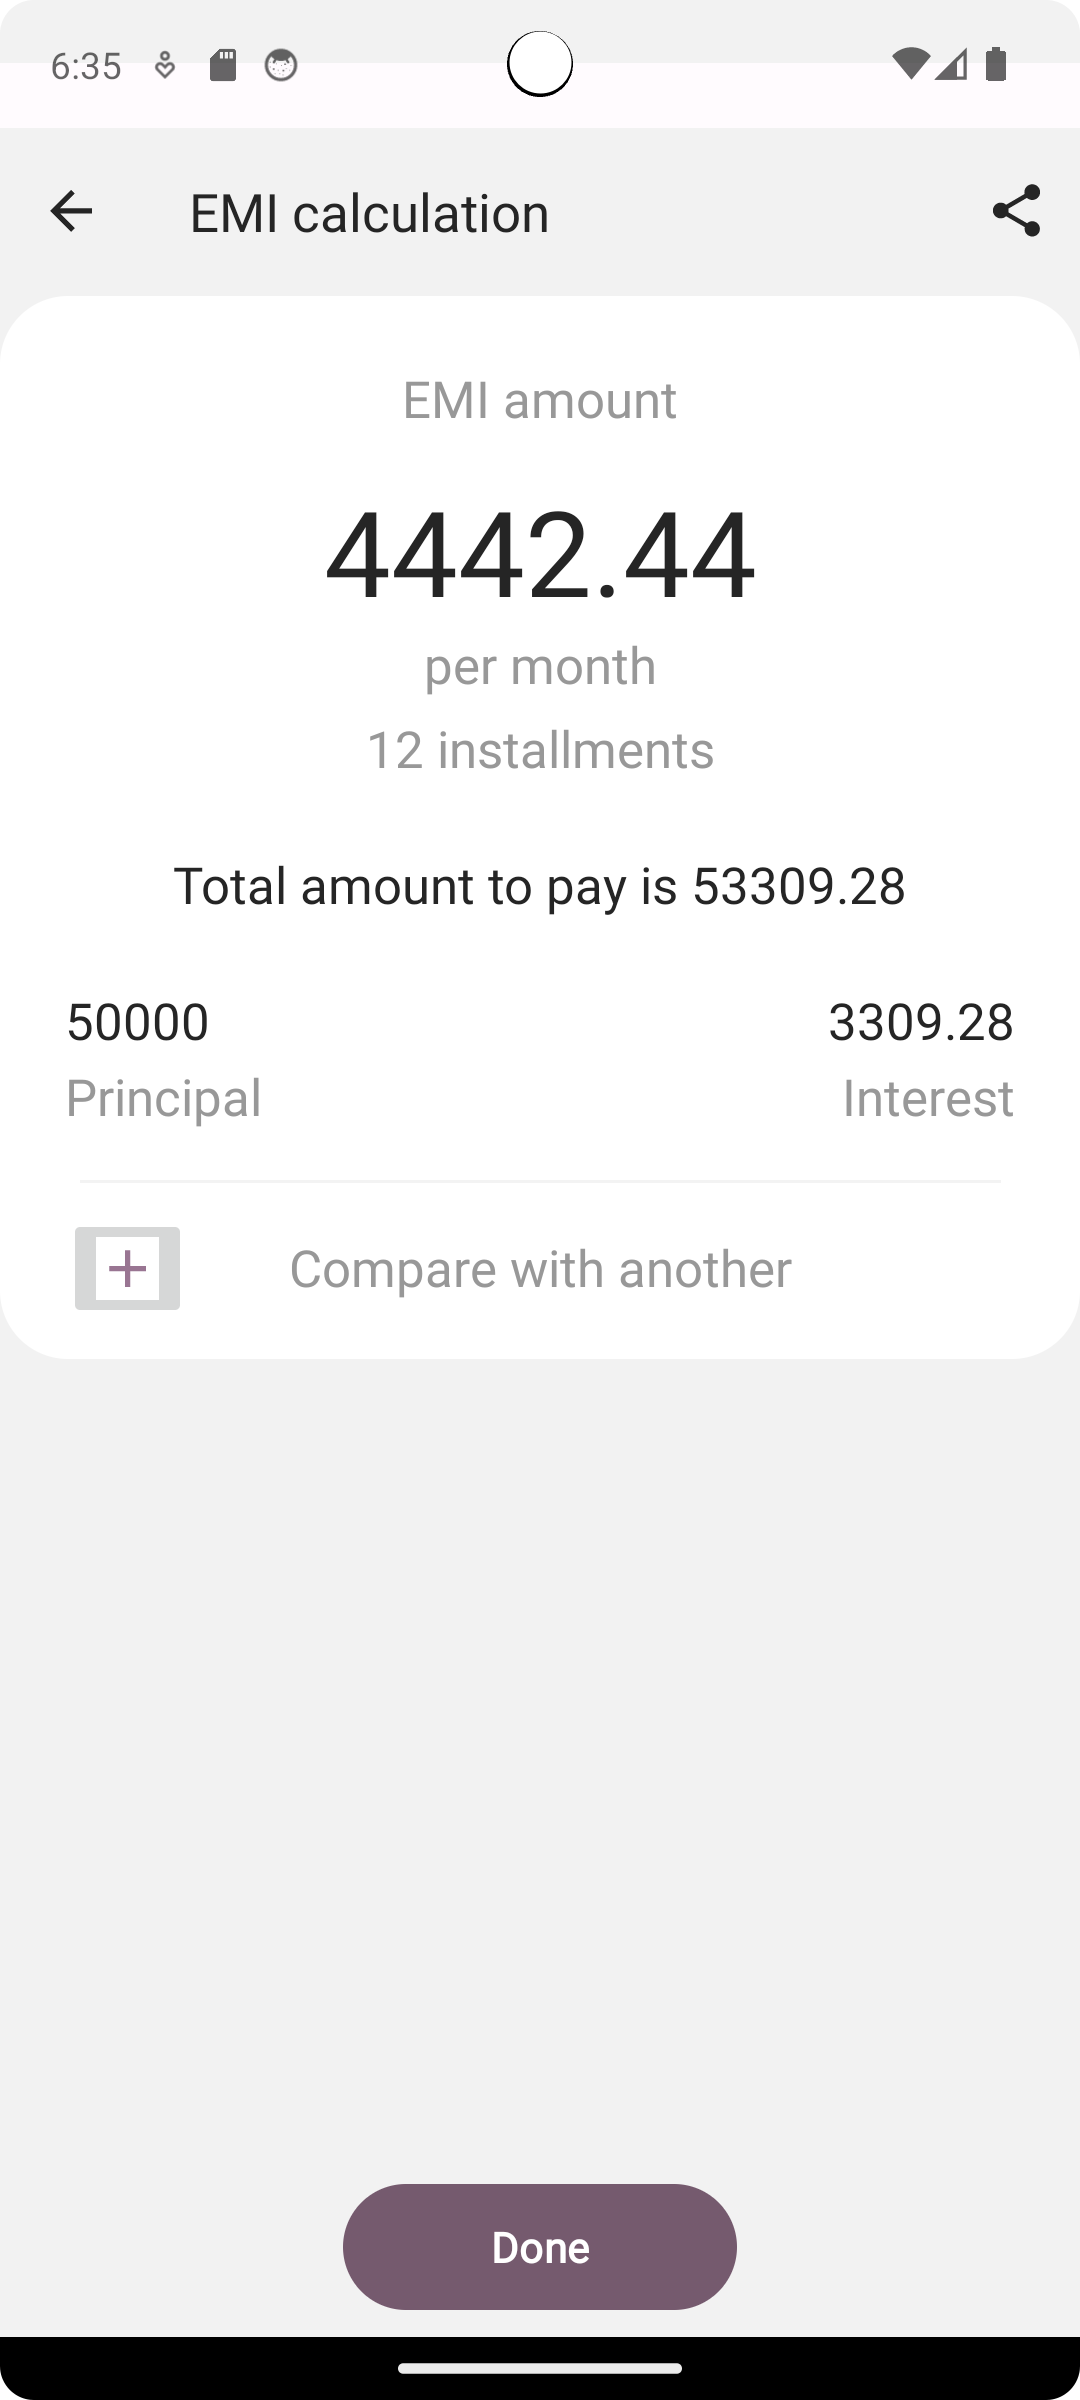 6:35
EMI calculation
EMI amount
4442.44
per month
12 installments
Total amount to pay is 53309.28
50000 3309.28
Principal Interest
Compare with another
Done